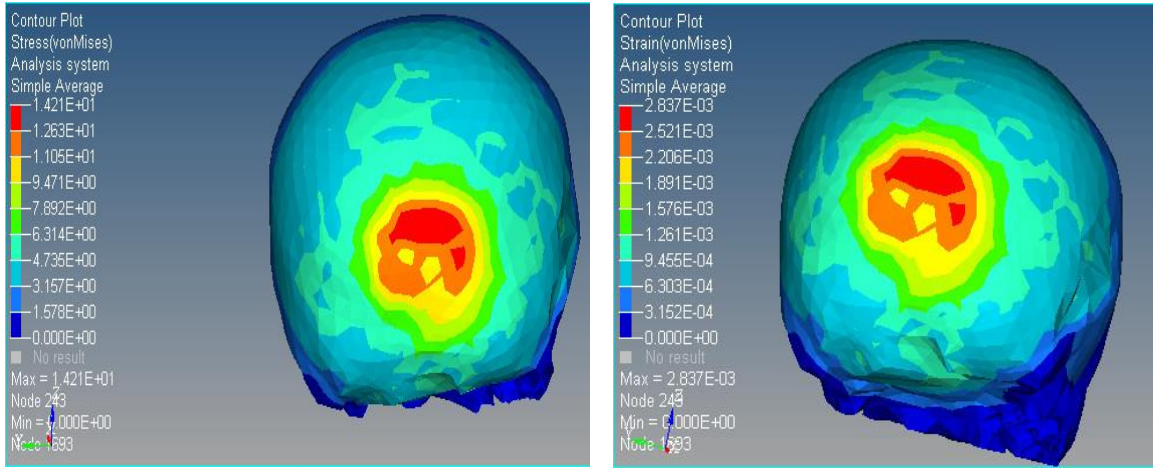 Contour Plot
Stress(vonMises)
Analysis system
Simple Average
1.421E+01
1.263E+01
1.105E+01
9.471E+00
7.892E+00
6.314E+00
4.735E+00
3.157E+00
1.578E+00
0.000E+00
No result
Max = 1.421E+01
Node 243
Min = 0.000E+00
Node 1693
Contour Plot
Strain(vonMises)
Analysis system
Simple Average
2.837E-03
2.521E-03
2.206E-03
1.891E-03
1.576E-03
1.261E-03
9.455E-04
6.303E-04
3.152E-04
0.000E+00
No result
Max = 2.837E-03
Node 243
Min = 0.000E+00
Node 1693